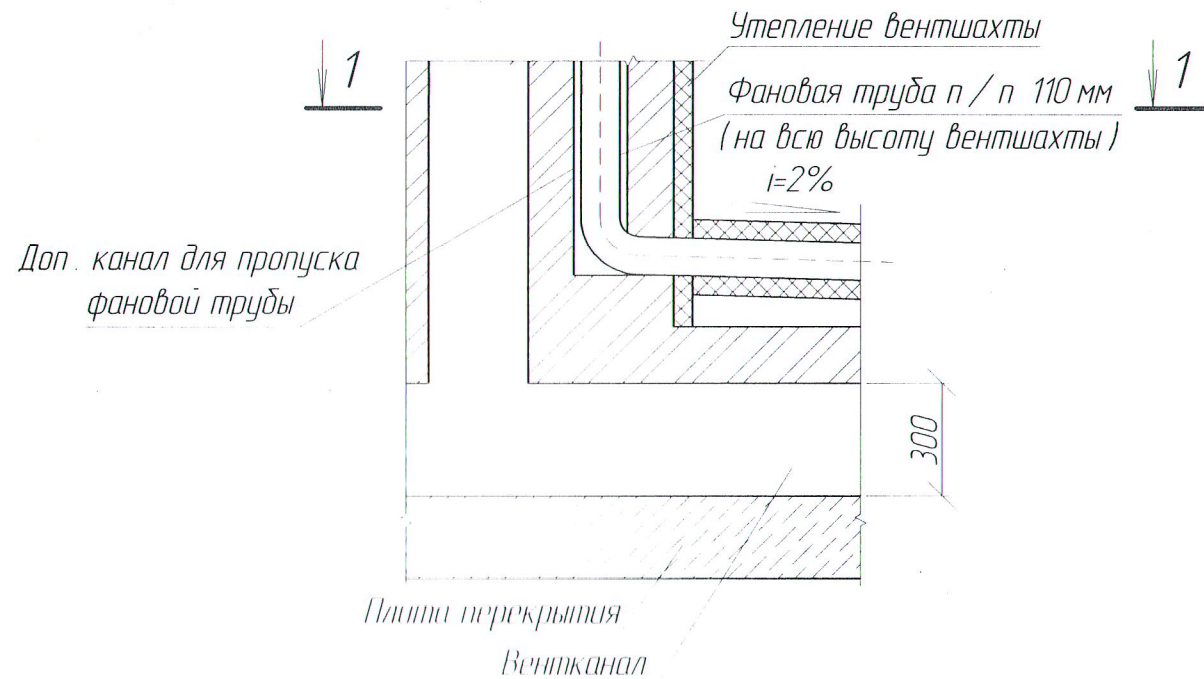 Утепление вентшахты
1
1
Фановая труба п / п 110 мм
( на всю высоту вентшахты )
i=2%
Доп. канал для пропуска
фановой трубы
300
Плита перекрытия
Вентканал